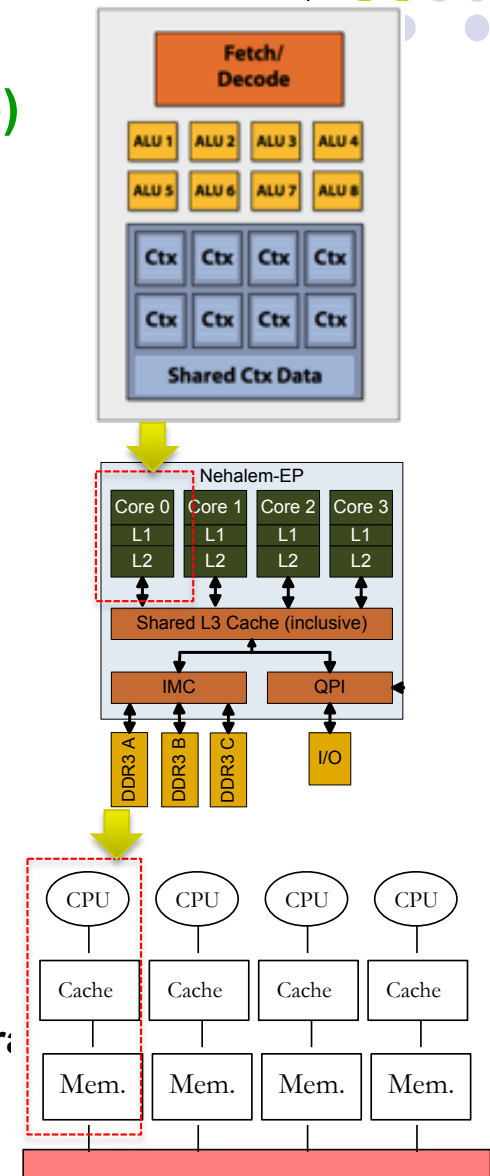 )
Fetch/
Decode
ALU 1 ALU 2 ALU 3 ALU 4
ALU 5 ALU 6 ALU 7 ALU 8
Ctx Ctx Ctx Ctx
Ctx Ctx Ctx Ctx
Shared Ctx Data
Nehalem-EP
Core 0 Core 1 Core 2 Core 3
L1 L1 L1 L1
L2 L2 L2 L2
Shared L3 Cache (inclusive)
IMC QPI
DDR3 A DDR3 B DDR3 C I/O
CPU CPU CPU CPU
Cache Cache Cache Cache
Mem. Mem. Mem. Mem.